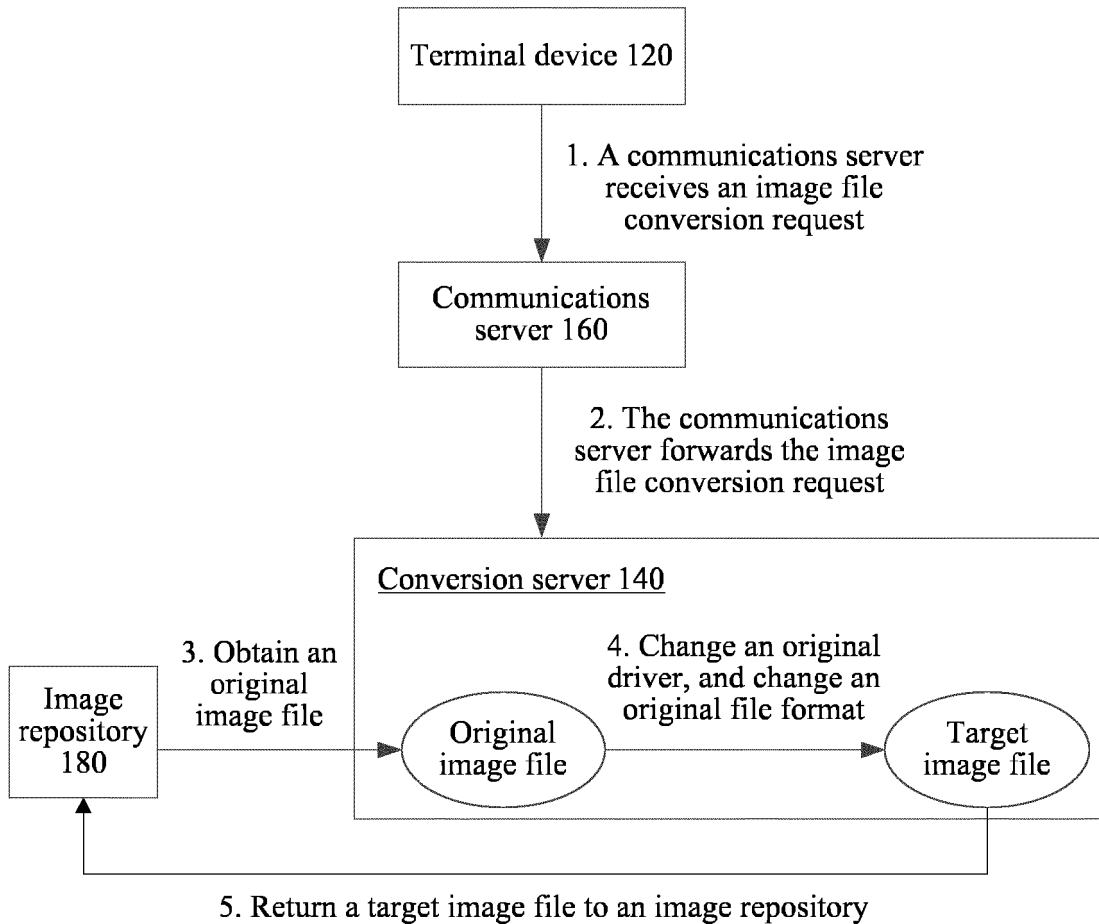 Terminal device 120
1. A communications server
receives an image file
conversion request
Communications
server 160
2. The communications
server forwards the image
file conversion request
Conversion server 140
3. Obtain an
original
image file
4. Change an original
driver, and change an
original file format
Image
repository
180
Original
image file
Target
image file
5. Return a target image file to an image repository